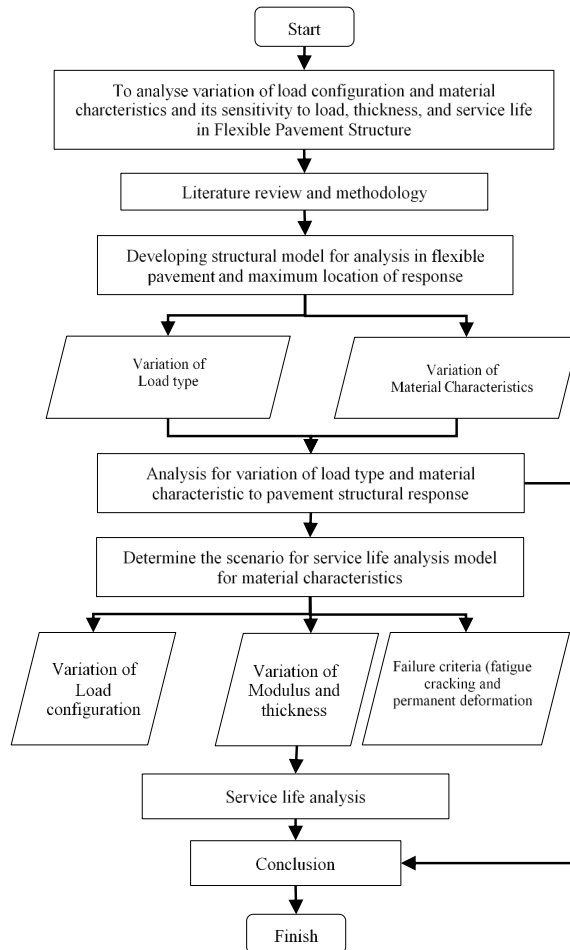 Start
To analyse variation of load configuration and material
charcteristics and its sensitivity to load, thickness, and service life
in Flexible Pavement Structure
Literature review and methodology
Developing structural model for analysis in flexible
pavement and maximum location of response
Variation of
Load type
Variation of
Material Characteristics
Analysis for variation of load type and material
characteristic to pavement structural response
Determine the scenario for service life analysis model
for material characteristics
Variation of
Load
configuration
Variation of
Modulus and
thickness
Failure criteria (fatigue
cracking and
permanent deformation
Service life analysis
Conclusion
Finish